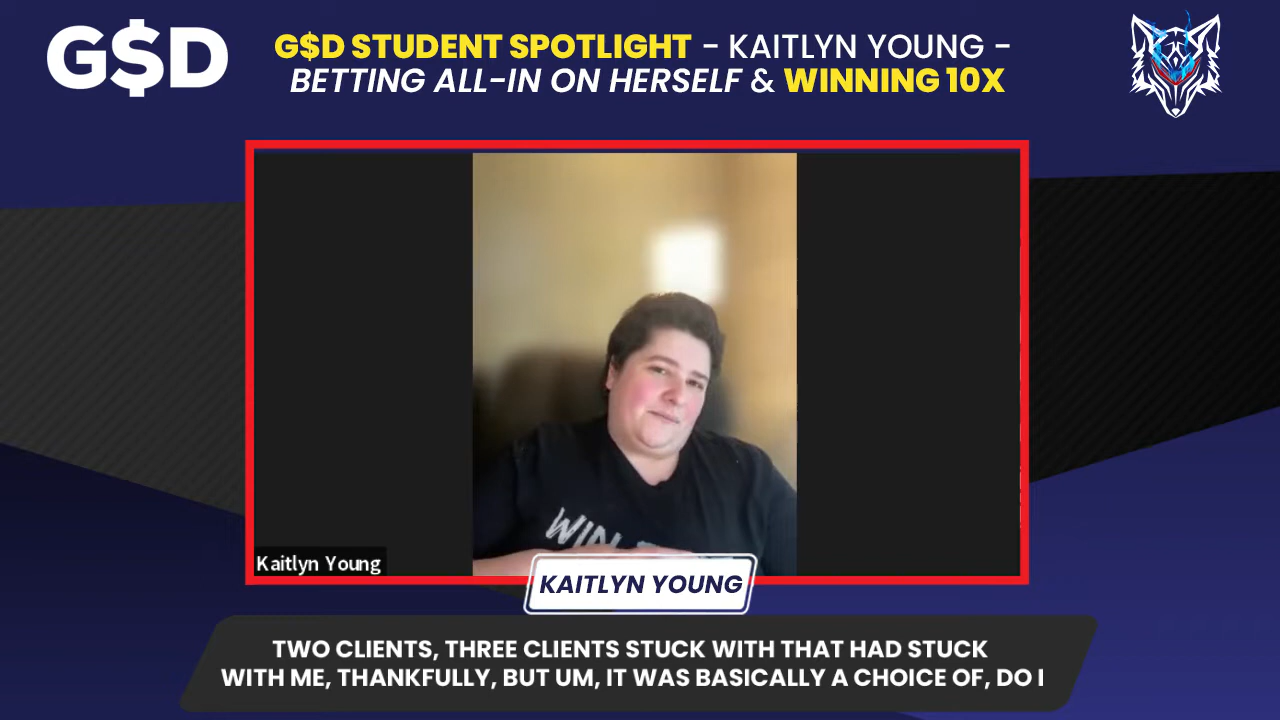 G$D
G$D STUDENT SPOTLIGHT - KAITLYN YOUNG -
BETTING ALL-IN ON HERSELF & WINNING 10X
WIN
Kaitlyn Young
KAITLYN YOUNG
TWO CLIENTS, THREE CLIENTS STUCK WITH THAT HAD STUCK
WITH ME, THANKFULLY, BUT UM, IT WAS BASICALLY A CHOICE OF, DO I